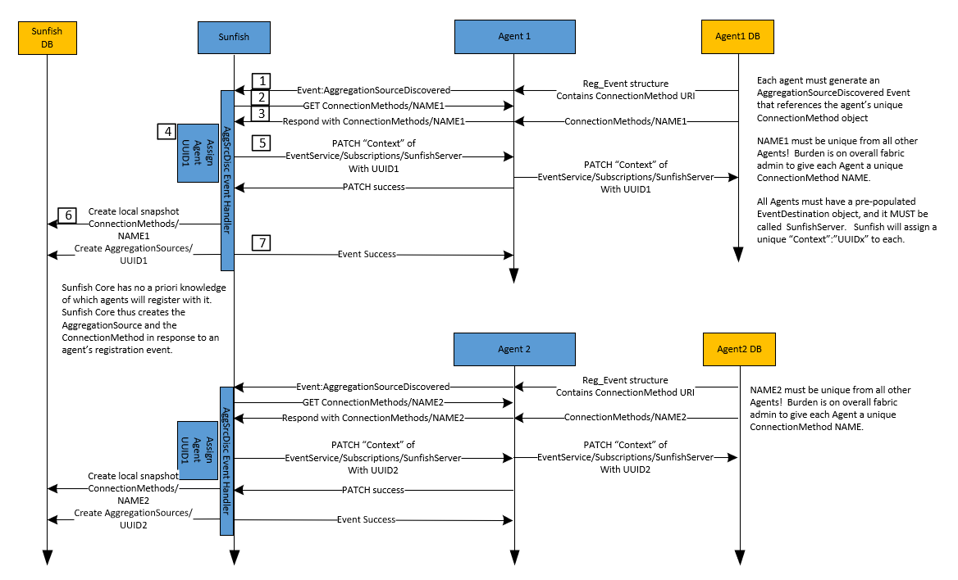 Sunfish
DB
Sunfish
Agent 1
Agent1 DB
1
Event:AggregationSourceDiscovered
Reg_Event structure
Contains ConnectionMethod URI
2
GET ConnectionMethods/NAME1
3
Respond with ConnectionMethods/NAME1
ConnectionMethods/NAME1
4
Assign
Agent
UUID1
AggSrcDisc Event Handler
5
PATCH “Context” of
EventService/Subscriptions/SunfishServer
With UUID1
PATCH “Context” of
EventService/Subscriptions/SunfishServer
With UUID1
PATCH success
6
Create local snapshot
ConnectionMethods/
NAME1
Create AggregationSources/
UUID1
7
Event Success
Each agent must generate an
AggregationSourceDiscovered Event
that references the agent’s unique
ConnectionMethod object
NAME1 must be unique from all other
Agents! Burden is on overall fabric
admin to give each Agent a unique
ConnectionMethod NAME.
All Agents must have a pre-populated
EventDestination object, and it MUST be
called SunfishServer. Sunfish will assign a
unique “Context”:”UUIDx” to each.
Sunfish Core has no a priori knowledge
of which agents will register with it.
Sunfish Core thus creates the
AggregationSource and the
ConnectionMethod in response to an
agent’s registration event.
Agent 2
Agent2 DB
Event:AggregationSourceDiscovered
Reg_Event structure
Contains ConnectionMethod URI
GET ConnectionMethods/NAME2
Respond with ConnectionMethods/NAME2
ConnectionMethods/NAME2
Assign
Agent
UUID1
AggSrcDisc Event Handler
PATCH “Context” of
EventService/Subscriptions/SunfishServer
With UUID2
PATCH “Context” of
EventService/Subscriptions/SunfishServer
With UUID2
Create local snapshot
ConnectionMethods/
NAME2
PATCH success
Create AggregationSources/
UUID2
Event Success
NAME2 must be unique from all other
Agents! Burden is on overall fabric
admin to give each Agent a unique
ConnectionMethod NAME.